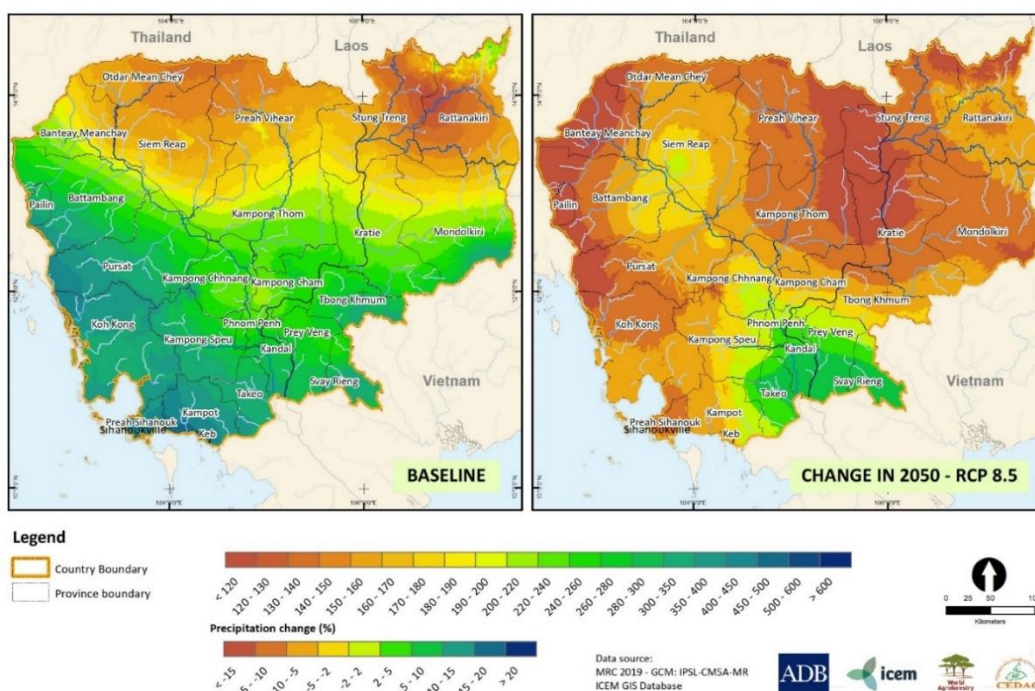 Thailand
Laos
Otdar Mean Chey
Banteay Meanchay
Siem Reap
Preah Vihear
Stung Treng
Rattanakiri
Pailin
Battambang
Kampong Thom
Kratie
Mondolkiri
Pursat
Kampong Chhnang
Kampong Cham
Tbong Khmum
Koh Kong
Phnom Penh
Prey Veng
Kampong Speu
Kandal
Svay Rieng
Takeo
Vietnam
Kampot
Preah Sihanouk
Sihanoukville
Keb
BASELINE
Thailand
Laos
Otdar Mean Chey
Banteay Meanchay
Siem Reap
Preah Vihear
Stung Treng
Rattanakiri
Pailin
Battambang
Kampong Thom
Kratie
Mondolkiri
Pursat
Kampong Chhnang
Kampong Cham
Tbong Khmum
Koh Kong
Phnom Penh
Prey Veng
Kampong Speu
Kandal
Svay Rieng
Takeo
Vietnam
Kampot
Preah Sihanouk
Sihanoukville
Keb
CHANGE IN 2050 - RCP 8.5
Legend
Country Boundary
Province boundary
< 120
120 - 130
130 - 140
140 - 150
150 - 160
160 - 170
170 - 180
180 - 190
190 - 200
200 - 220
220 - 240
240 - 260
260 - 280
280 - 300
300 - 350
350 - 400
400 - 450
450 - 500
500 - 600
> 600
0 25 50 10
Kilometers
Precipitation change (%)
< -15
5 - -10
-10 - -5
-5 - -2
-2 - 2
2 - 5
5 - 10
10 - 15
5 - 20
> 20
Data source:
MRC 2019 - GCM: IPSL-CM5A-MR
ICEM GIS Database
ADB
icem
World
Agroforestry
CEDAC